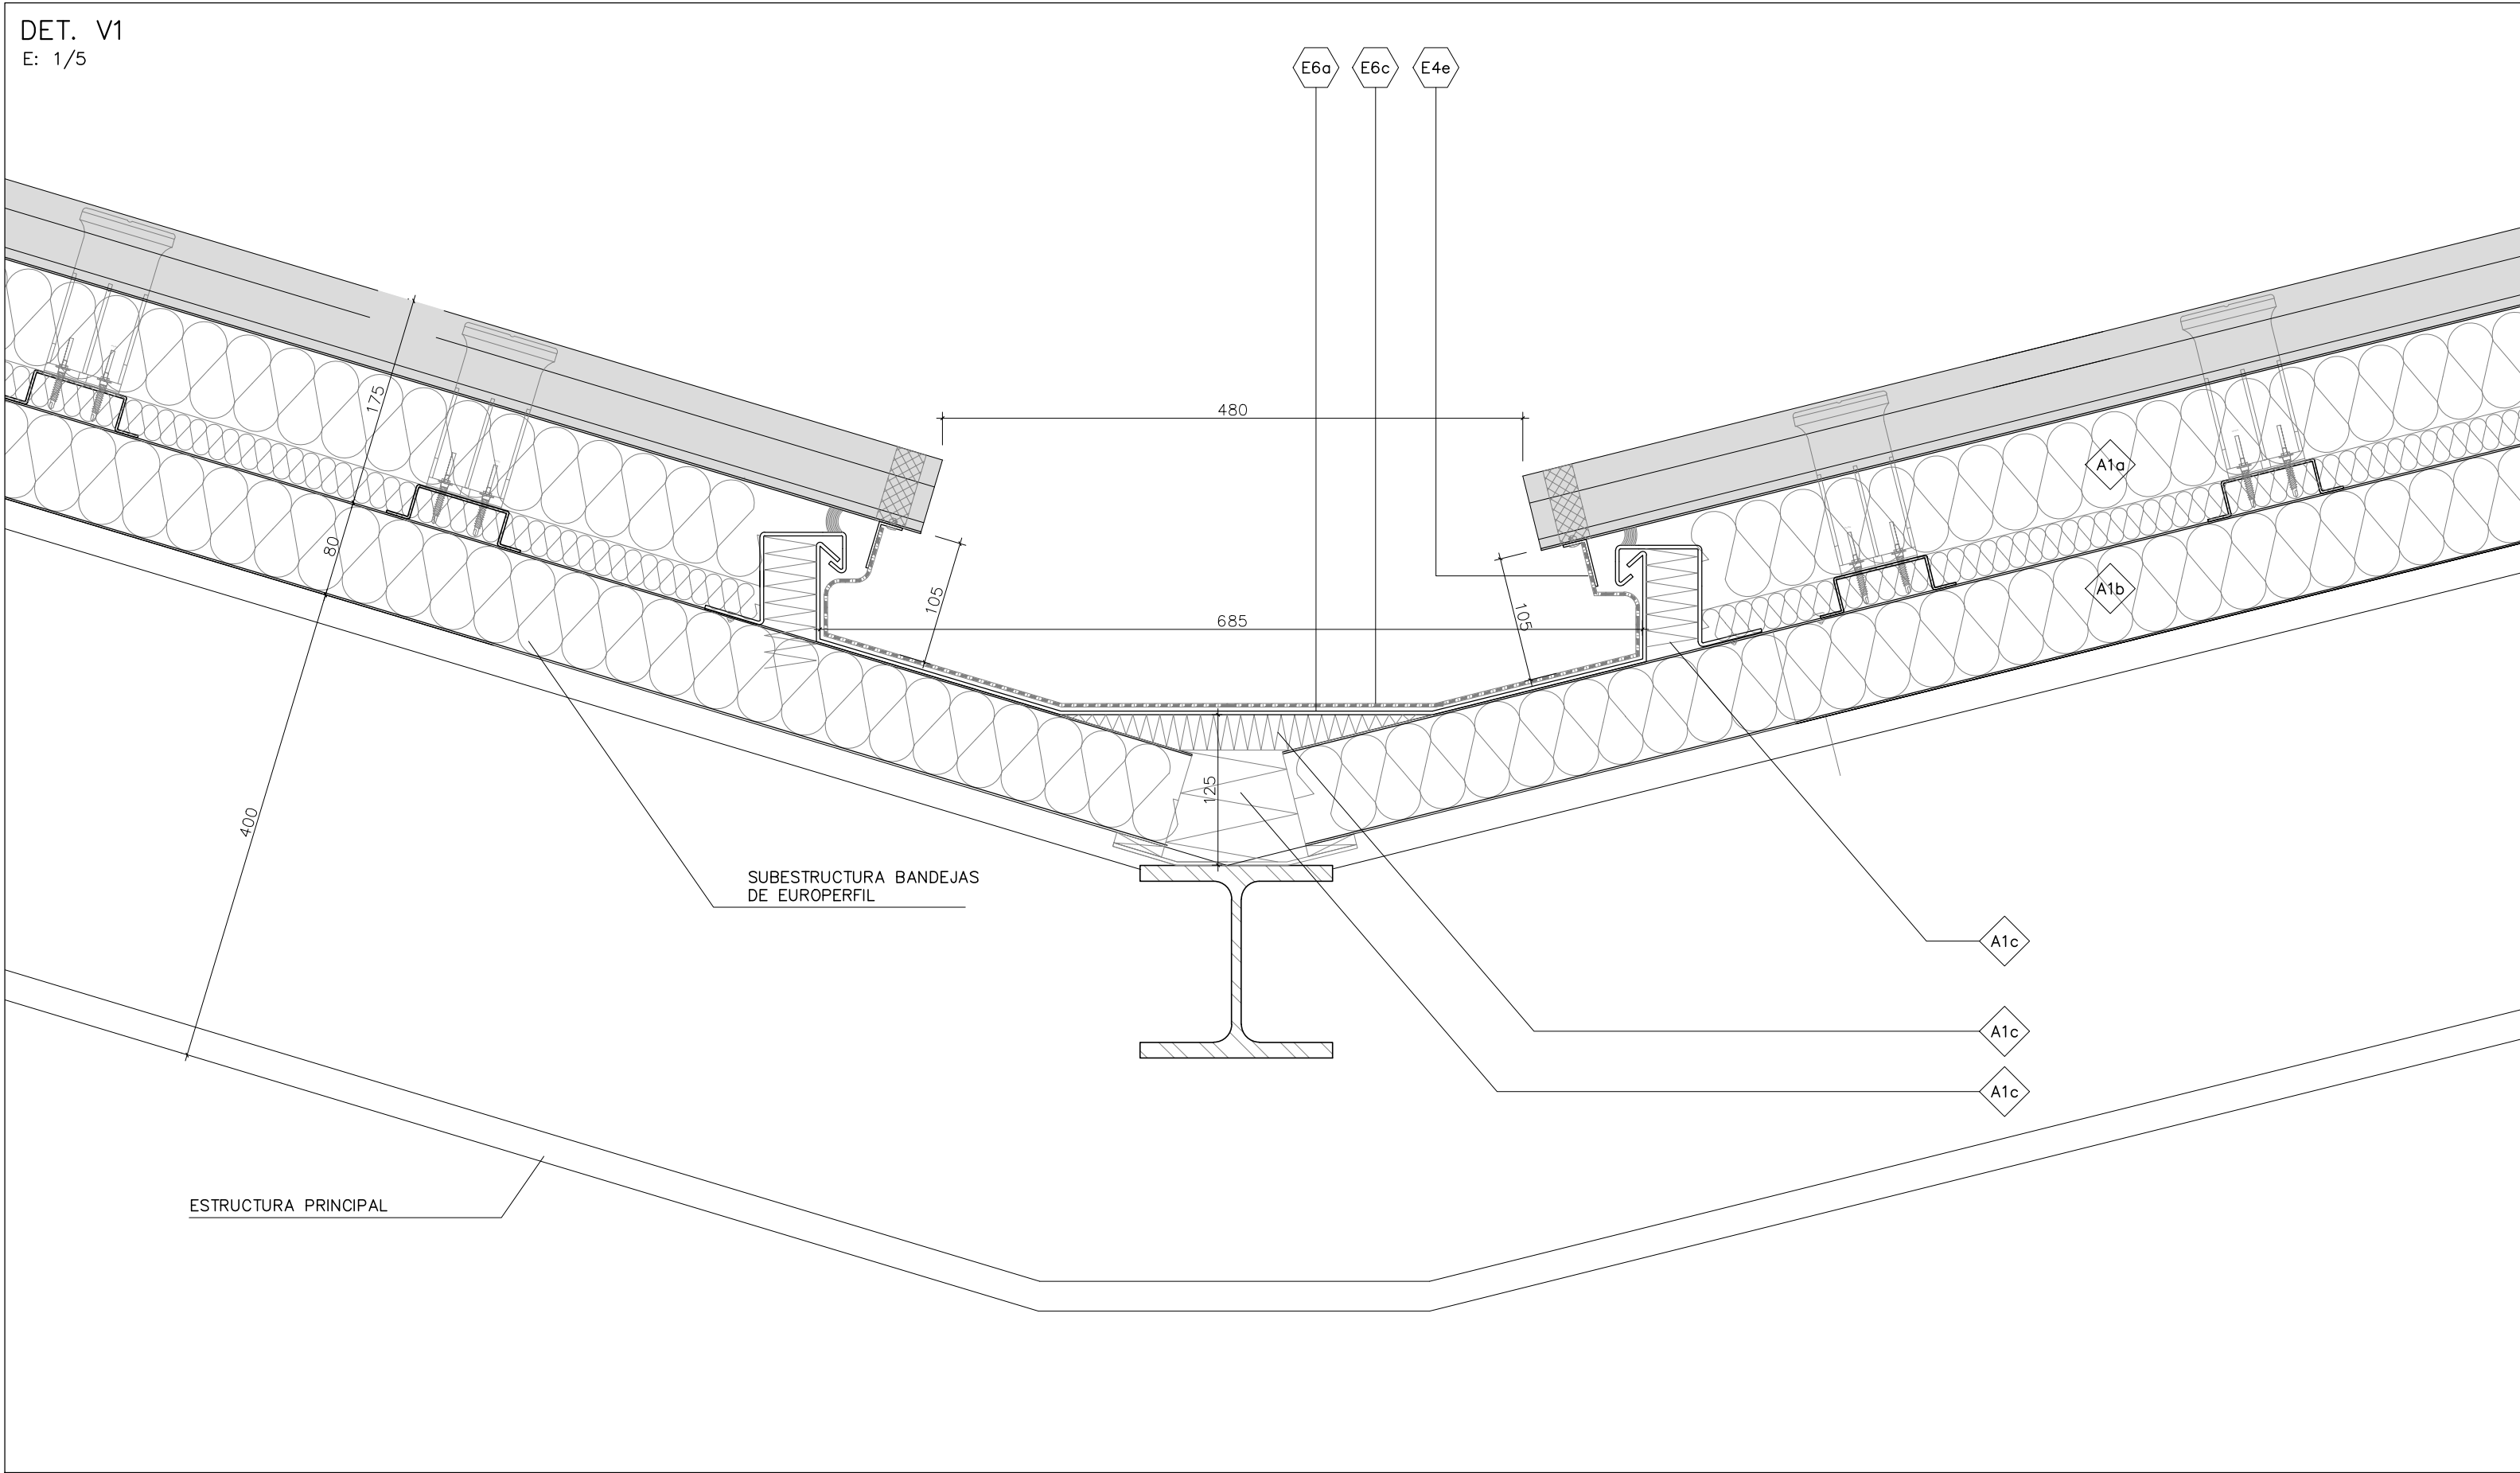 DET. V1
E: 1/5
E6a
E6c
E4e
480
175
A1a
80
A1b
105
105
685
125
400
SUBESTRUCTURA BANDEJAS
DE EUROPERFIL
A1c
A1c
A1c
ESTRUCTURA PRINCIPAL